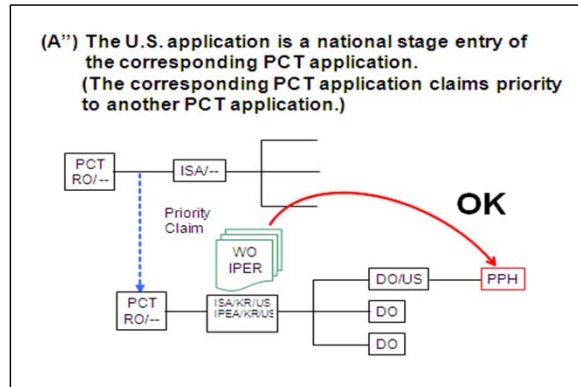 (A”) The U.S. application is a national stage entry of
the corresponding PCT application.
(The corresponding PCT application claims priority
to another PCT application.)
PCT
RO/--
ISA/--
Priority
Claim
OK
WO
IPER
PCT
RO/--
ISA/KR/US
IPEA/KR/US
DO/US
PPH
DO
DO